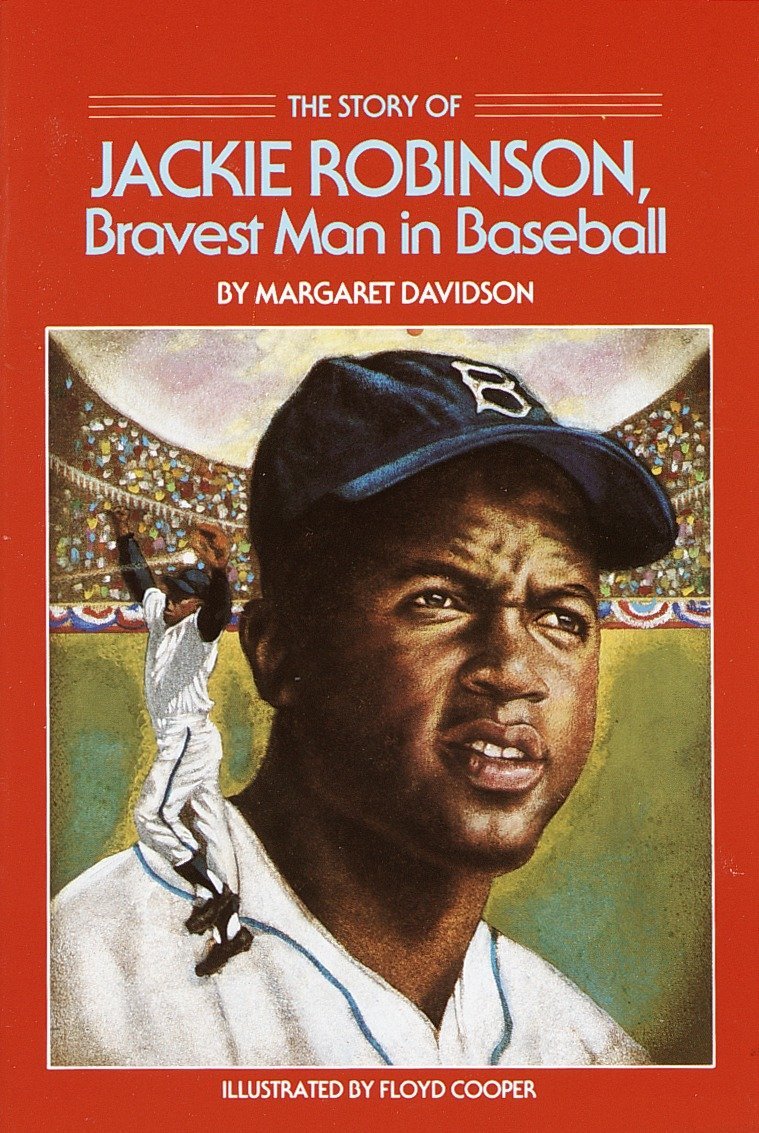 THE STORY OF
JACKIE ROBINSON,
Bravest Man in Baseball
BY MARGARET DAVIDSON
B
ILLUSTRATED BY FLOYD COOPER